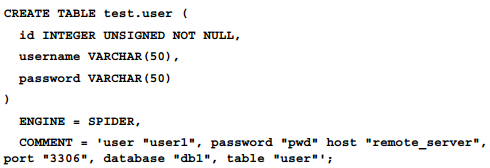 CREATE TABLE test.user (
id INTEGER UNSIGNED NOT NULL,
username VARCHAR(50),
password VARCHAR(50)
)
ENGINE = SPIDER,
COMMENT = 'user "user1", password "pwd" host "remote_server",
port "3306", database "db1", table "user"';